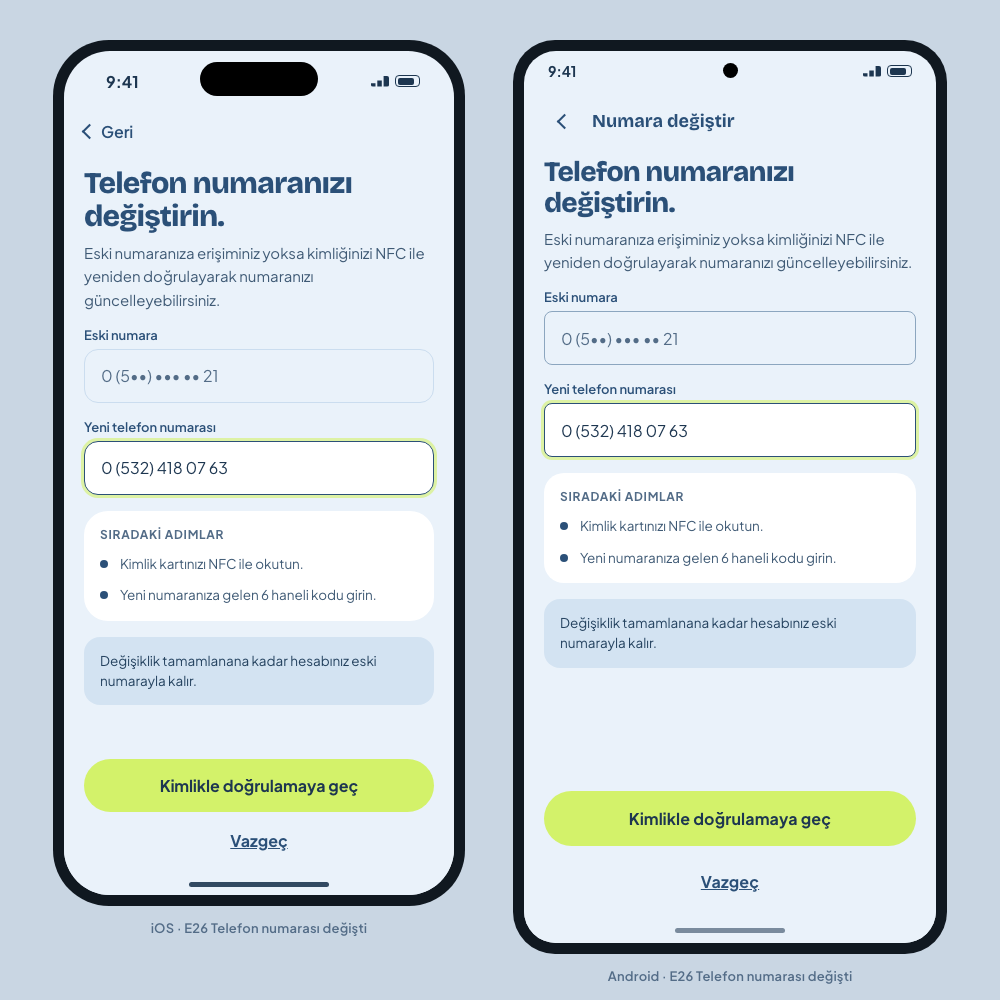 9:41
Geri
Telefon numaranızı
değiştirin.
Eski numaranıza erişiminiz yoksa kimliğinizi NFC ile
yeniden doğrulayarak numaranızı
güncelleyebilirsiniz.
Eski numara
0 (5••) ••• •• 21
Yeni telefon numarası
0 (532) 418 07 63
SIRADAKİ ADIMLAR
Kimlik kartınızı NFC ile okutun.
Yeni numaranıza gelen 6 haneli kodu girin.
Değişiklik tamamlanana kadar hesabınız eski
numarayla kalır.
Kimlikle doğrulamaya geç
Vazgeç
iOS · E26 Telefon numarası değişti
9:41
Numara değiştir
Telefon numaranızı
değiştirin.
Eski numaranıza erişiminiz yoksa kimliğinizi NFC ile
yeniden doğrulayarak numaranızı güncelleyebilirsiniz.
Eski numara
0 (5••) ••• •• 21
Yeni telefon numarası
0 (532) 418 07 63
SIRADAKİ ADIMLAR
Kimlik kartınızı NFC ile okutun.
Yeni numaranıza gelen 6 haneli kodu girin.
Değişiklik tamamlanana kadar hesabınız eski
numarayla kalır.
Kimlikle doğrulamaya geç
Vazgeç
Android · E26 Telefon numarası değişti